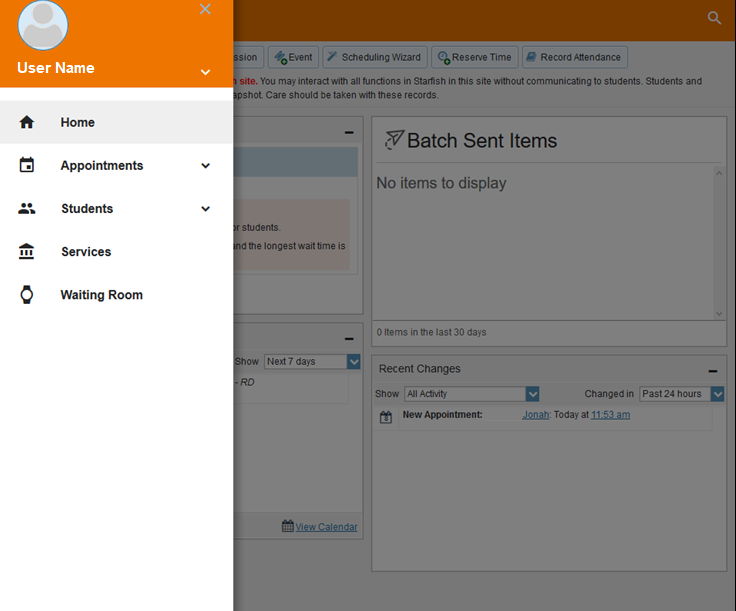 User Name
Home
Appointments
Students
Services
Waiting Room
ssion
Event
Scheduling Wizard
Reserve Time
Record Attendance
n site. You may interact with all functions in Starfish in this site without communicating to students. Students and
apshot. Care should be taken with these records.
or students.
und the longest wait time is
Show Next 7 days
- RD
View Calendar
Batch Sent Items
No items to display
0 Items in the last 30 days
Recent Changes
Show All Activity Changed in Past 24 hours
8
New Appointment: Jonah: Today at 11:53 am